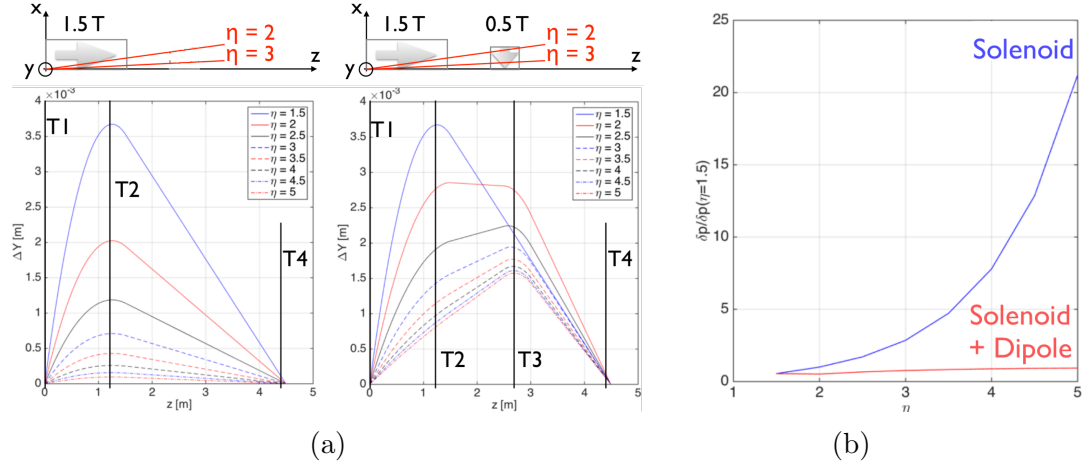 x
1.5 T
η = 2
η = 3
y
z
x
1.5 T
0.5 T
η = 2
η = 3
y
z
×10⁻³
4
3.5
3
2.5
2
1.5
1
0.5
0
ΔY [m]
0 1 2 3 4 5
z [m]
T1
T2
T4
η = 1.5
η = 2
η = 2.5
η = 3
η = 3.5
η = 4
η = 4.5
η = 5
×10⁻³
4
3.5
3
2.5
2
1.5
1
0.5
0
ΔY [m]
0 1 2 3 4 5
z [m]
T1
T2
T3
T4
η = 1.5
η = 2
η = 2.5
η = 3
η = 3.5
η = 4
η = 4.5
η = 5
(a)
25
20
15
10
5
0
δp/δp(η=1.5)
1 2 3 4 5
η
Solenoid
Solenoid
+ Dipole
(b)